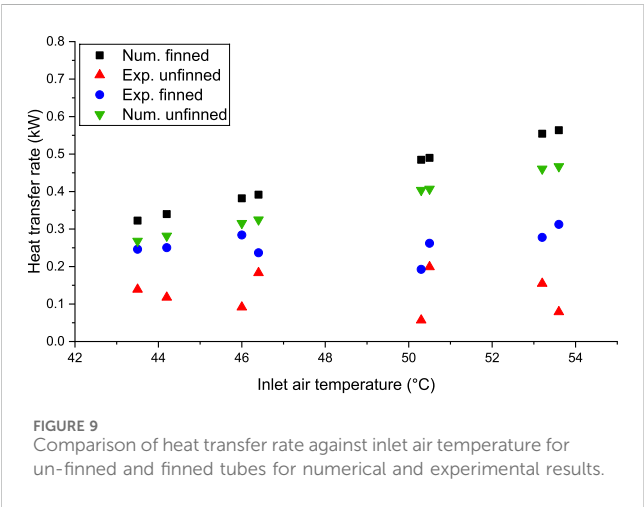 Num. finned
Exp. unfinned
Exp. finned
Num. unfinned
Heat transfer rate (kW)
0.8
0.7
0.6
0.5
0.4
0.3
0.2
0.1
0.0
42 44 46 48 50 52 54
Inlet air temperature (°C)
FIGURE 9
Comparison of heat transfer rate against inlet air temperature for
un-finned and finned tubes for numerical and experimental results.